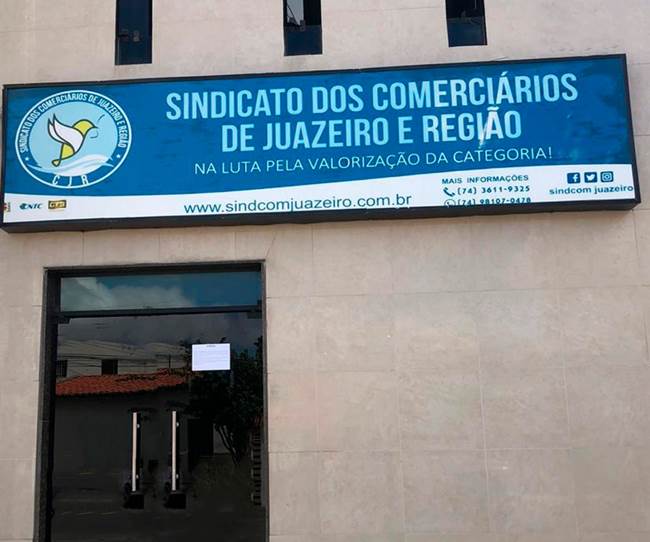 SINDICATO DOS COMERCIÁRIOS
DE JUAZEIRO E REGIÃO
NA LUTA PELA VALORIZAÇÃO DA CATEGORIA!
SINDICATO DOS COMERCIÁRIOS DE JUAZEIRO E REGIÃO
CJR
MAIS INFORMAÇÕES
(74) 3611-9325
(74) 98107-0478
sindcom juazeiro
CNTC
www.sindcomjuazeiro.com.br